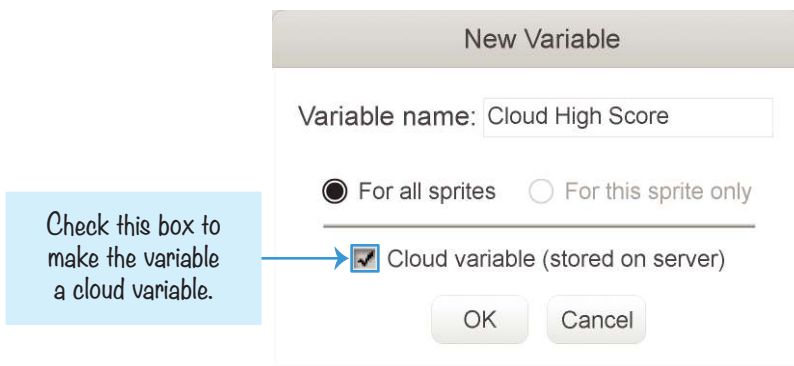 New Variable
Variable name: Cloud High Score
For all sprites For this sprite only
Check this box to
make the variable
a cloud variable.
Cloud variable (stored on server)
OK Cancel